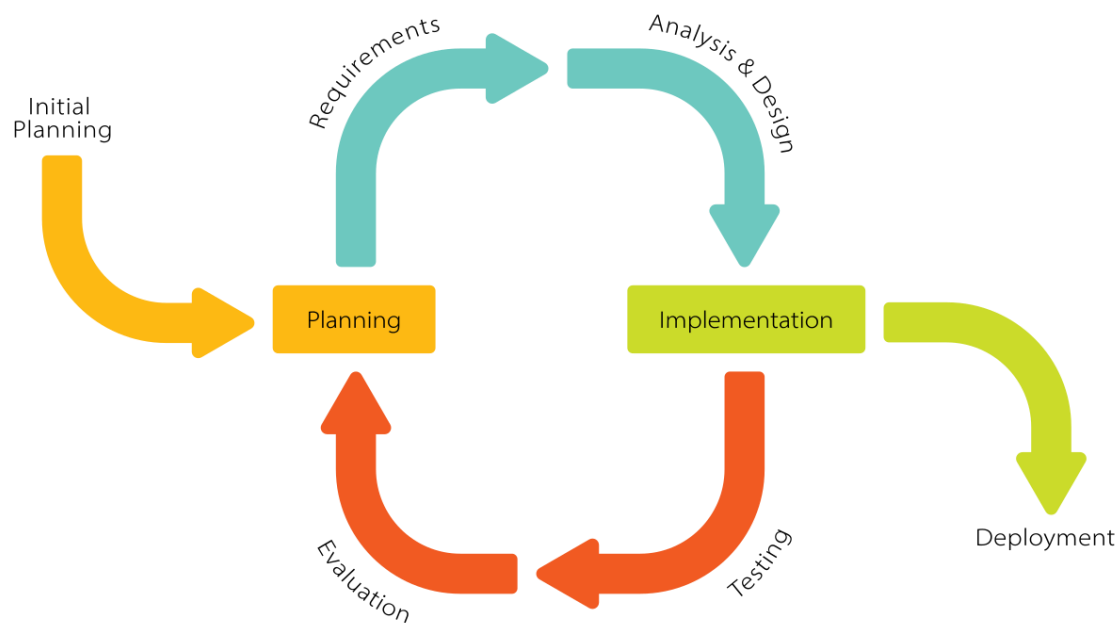 Initial
Planning
Requirements
Analysis & Design
Planning
Implementation
Evaluation
Testing
Deployment